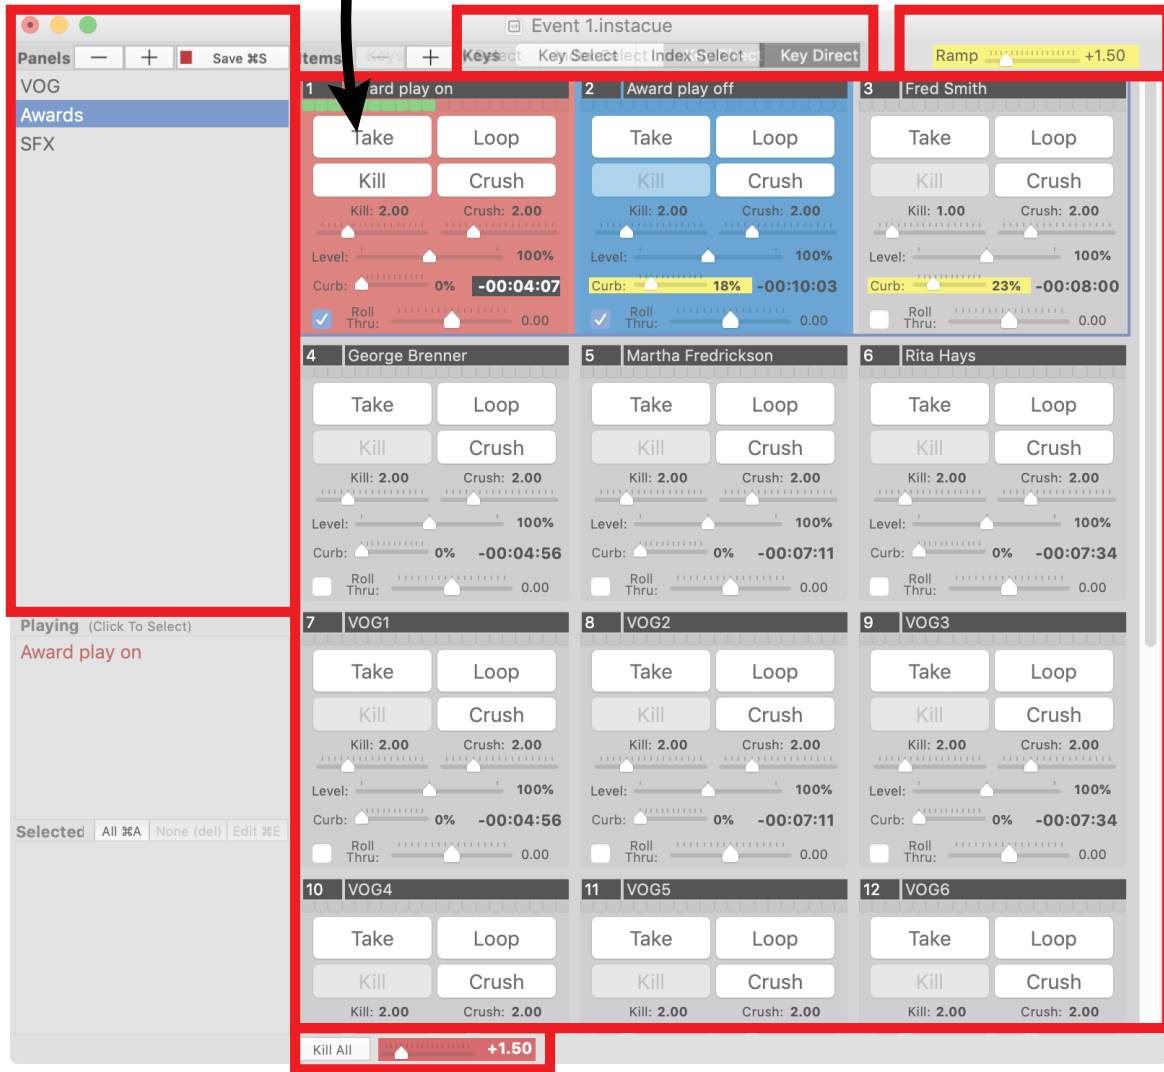 Event 1.instacue
Panels — + Save ⌘S Items + Keys Key Select Index Select Key Direct Ramp +1.50
VOG
Awards
SFX
1 ard play on 2 Award play off 3 Fred Smith
Take Loop Take Loop Take Loop
Kill Crush Kill Crush Kill Crush
Kill: 2.00 Crush: 2.00 Kill: 2.00 Crush: 2.00 Kill: 1.00 Crush: 2.00
Level: 100% Level: 100% Level: 100%
Curb: 0% -00:04:07 Curb: 18% -00:10:03 Curb: 23% -00:08:00
Roll Thru: 0.00 Roll Thru: 0.00 Roll Thru: 0.00
4 George Brenner 5 Martha Fredrickson 6 Rita Hays
Take Loop Take Loop Take Loop
Kill Crush Kill Crush Kill Crush
Kill: 2.00 Crush: 2.00 Kill: 2.00 Crush: 2.00 Kill: 2.00 Crush: 2.00
Level: 100% Level: 100% Level: 100%
Curb: 0% -00:04:56 Curb: 0% -00:07:11 Curb: 0% -00:07:34
Roll Thru: 0.00 Roll Thru: 0.00 Roll Thru: 0.00
Playing (Click To Select)
Award play on
7 VOG1 8 VOG2 9 VOG3
Take Loop Take Loop Take Loop
Kill Crush Kill Crush Kill Crush
Kill: 2.00 Crush: 2.00 Kill: 2.00 Crush: 2.00 Kill: 2.00 Crush: 2.00
Level: 100% Level: 100% Level: 100%
Curb: 0% -00:04:56 Curb: 0% -00:07:11 Curb: 0% -00:07:34
Roll Thru: 0.00 Roll Thru: 0.00 Roll Thru: 0.00
Selected All ⌘A None (del) Edit ⌘E
10 VOG4 11 VOG5 12 VOG6
Take Loop Take Loop Take Loop
Kill Crush Kill Crush Kill Crush
Kill: 2.00 Crush: 2.00 Kill: 2.00 Crush: 2.00 Kill: 2.00 Crush: 2.00
Kill All +1.50